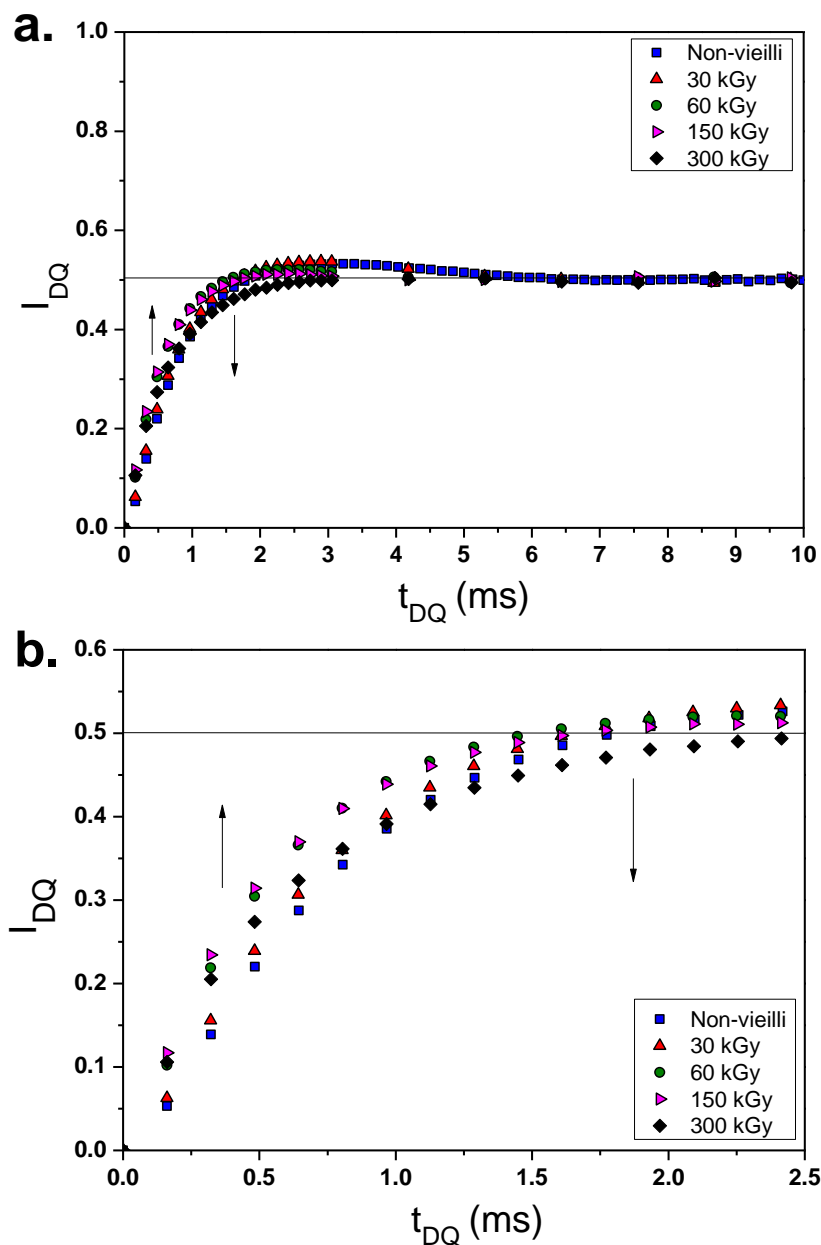 a.
1.0
0.8
0.6
0.4
0.2
0.0
I_DQ
Non-vieilli
30 kGy
60 kGy
150 kGy
300 kGy
0 1 2 3 4 5 6 7 8 9 10
t_DQ (ms)
b.
0.6
0.5
0.4
0.3
0.2
0.1
0.0
I_DQ
Non-vieilli
30 kGy
60 kGy
150 kGy
300 kGy
0.0 0.5 1.0 1.5 2.0 2.5
t_DQ (ms)